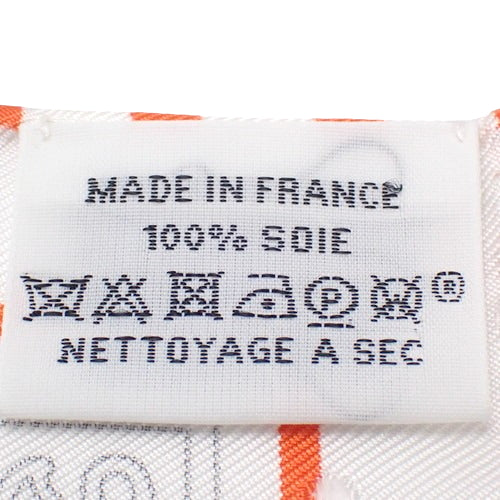 MADE IN FRANCE
100% SOIE
P ®
NETTOYAGE A SEC